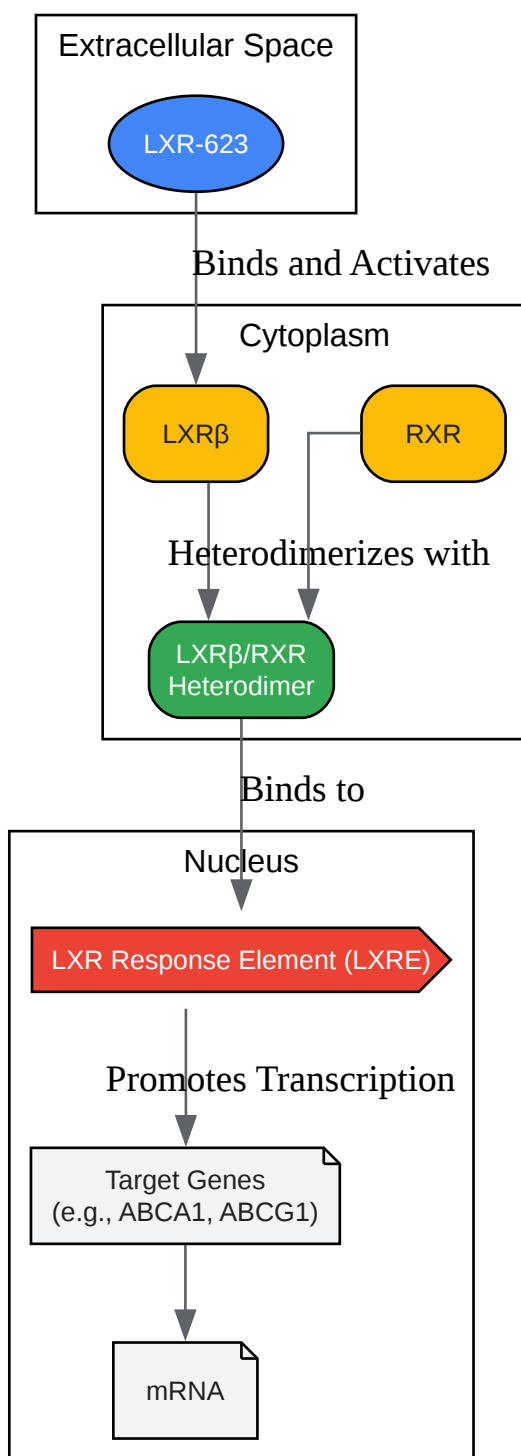 Extracellular Space
LXR-623
Binds and Activates
Cytoplasm
LXRβ
RXR
Heterodimerizes with
LXRβ/RXR
Heterodimer
Binds to
Nucleus
LXR Response Element (LXRE)
Promotes Transcription
Target Genes
(e.g., ABCA1, ABCG1)
mRNA